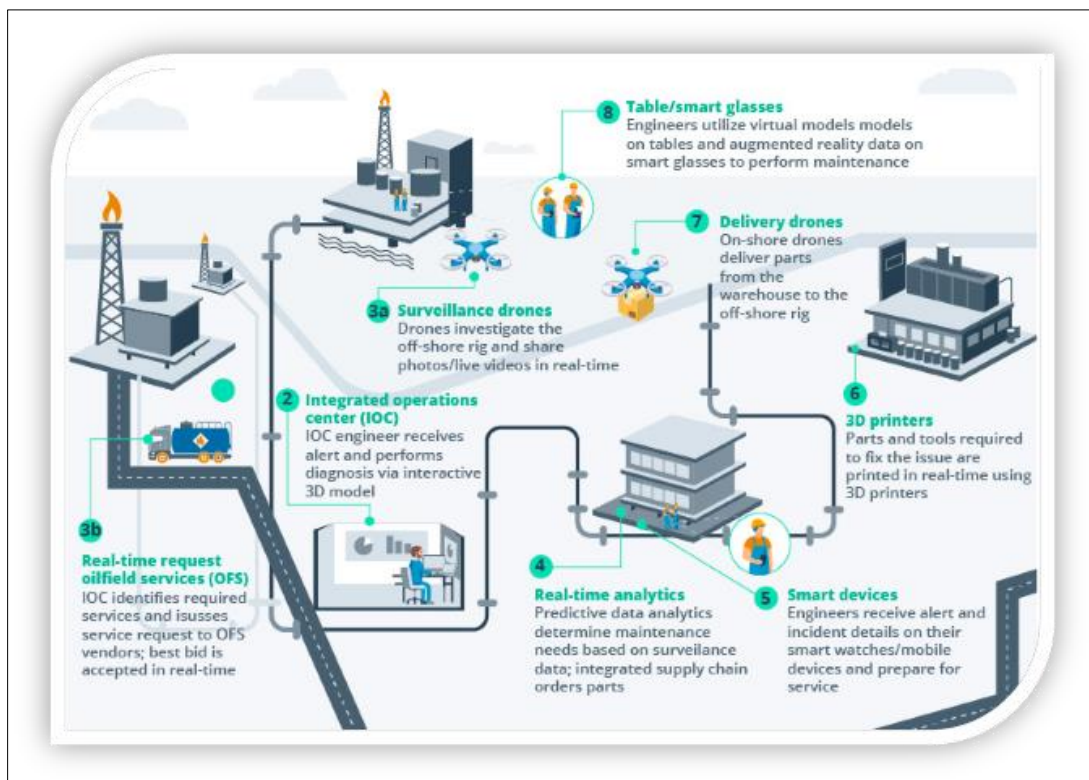 8 Table/smart glasses
Engineers utilize virtual models models
on tables and augmented reality data on
smart glasses to perform maintenance
7 Delivery drones
On-shore drones
deliver parts
from the
warehouse to the
off-shore rig
3a Surveillance drones
Drones investigate the
off-shore rig and share
photos/live videos in real-time
2 Integrated operations
center (IOC)
IOC engineer receives
alert and performs
diagnosis via interactive
3D model
6
3D printers
Parts and tools required
to fix the issue are
printed in real-time using
3D printers
3b
Real-time request
oilfield services (OFS)
IOC identifies required
services and isusses
service request to OFS
vendors; best bid is
accepted in real-time
4
Real-time analytics
Predictive data analytics
determine maintenance
needs based on surveilance
data; integrated supply chain
orders parts
5 Smart devices
Engineers receive alert and
incident details on their
smart watches/mobile
devices and prepare for
service